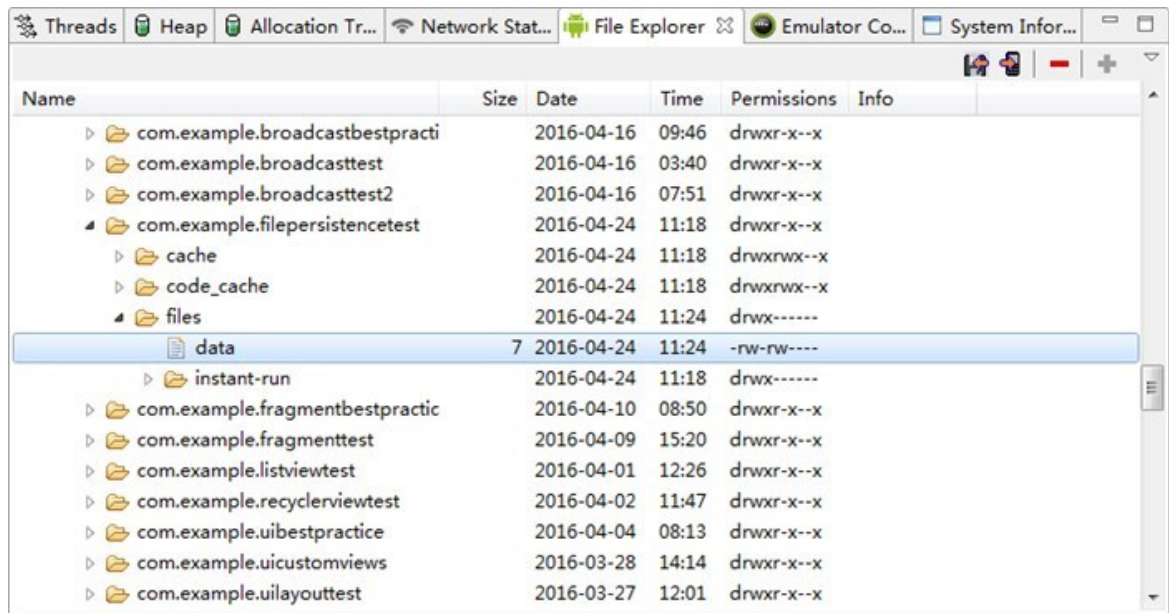 Threads Heap Allocation Tr... Network Stat... File Explorer Emulator Co... System Infor...
Name Size Date Time Permissions Info
com.example.broadcastbestpracti 2016-04-16 09:46 drwxr-x--x
com.example.broadcasttest 2016-04-16 03:40 drwxr-x--x
com.example.broadcasttest2 2016-04-16 07:51 drwxr-x--x
com.example.filepersistencetest 2016-04-24 11:18 drwxr-x--x
cache 2016-04-24 11:18 drwxrwx--x
code_cache 2016-04-24 11:18 drwxrwx--x
files 2016-04-24 11:24 drwx------
data 7 2016-04-24 11:24 -rw-rw----
instant-run 2016-04-24 11:18 drwx------
com.example.fragmentbestpractic 2016-04-10 08:50 drwxr-x--x
com.example.fragmenttest 2016-04-09 15:20 drwxr-x--x
com.example.listviewtest 2016-04-01 12:26 drwxr-x--x
com.example.recyclerviewtest 2016-04-02 11:47 drwxr-x--x
com.example.uibestpractice 2016-04-04 08:13 drwxr-x--x
com.example.uicustomviews 2016-03-28 14:14 drwxr-x--x
com.example.uilayouttest 2016-03-27 12:01 drwxr-x--x